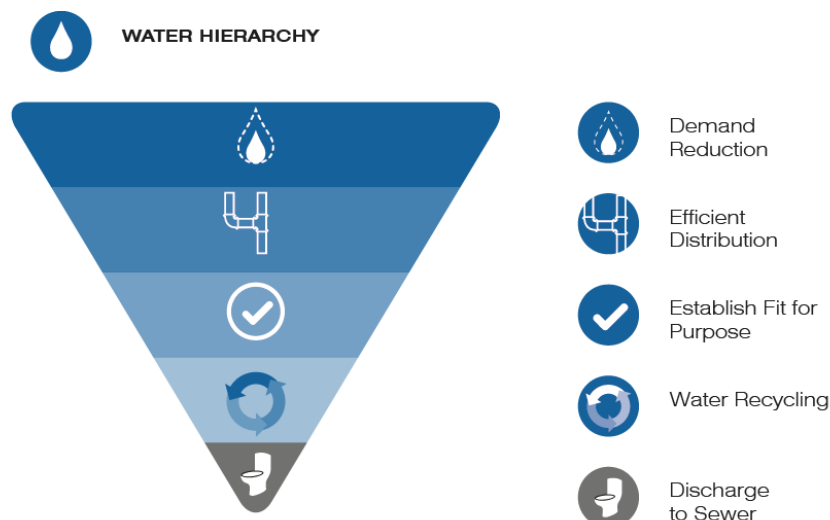 WATER HIERARCHY
Demand
Reduction
Efficient
Distribution
Establish Fit for
Purpose
Water Recycling
Discharge
to Sewer